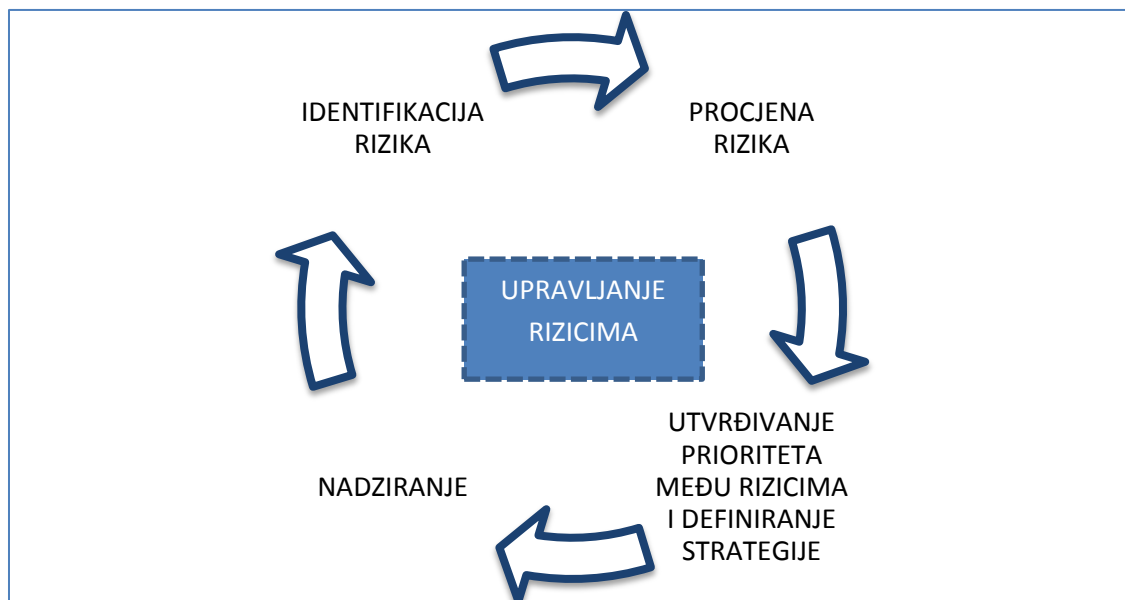 IDENTIFIKACIJA
RIZIKA
PROCJENA
RIZIKA
UPRAVLJANJE
RIZICIMA
UTVRĐIVANJE
PRIORITETA
MEĐU RIZICIMA
I DEFINIRANJE
STRATEGIJE
NADZIRANJE